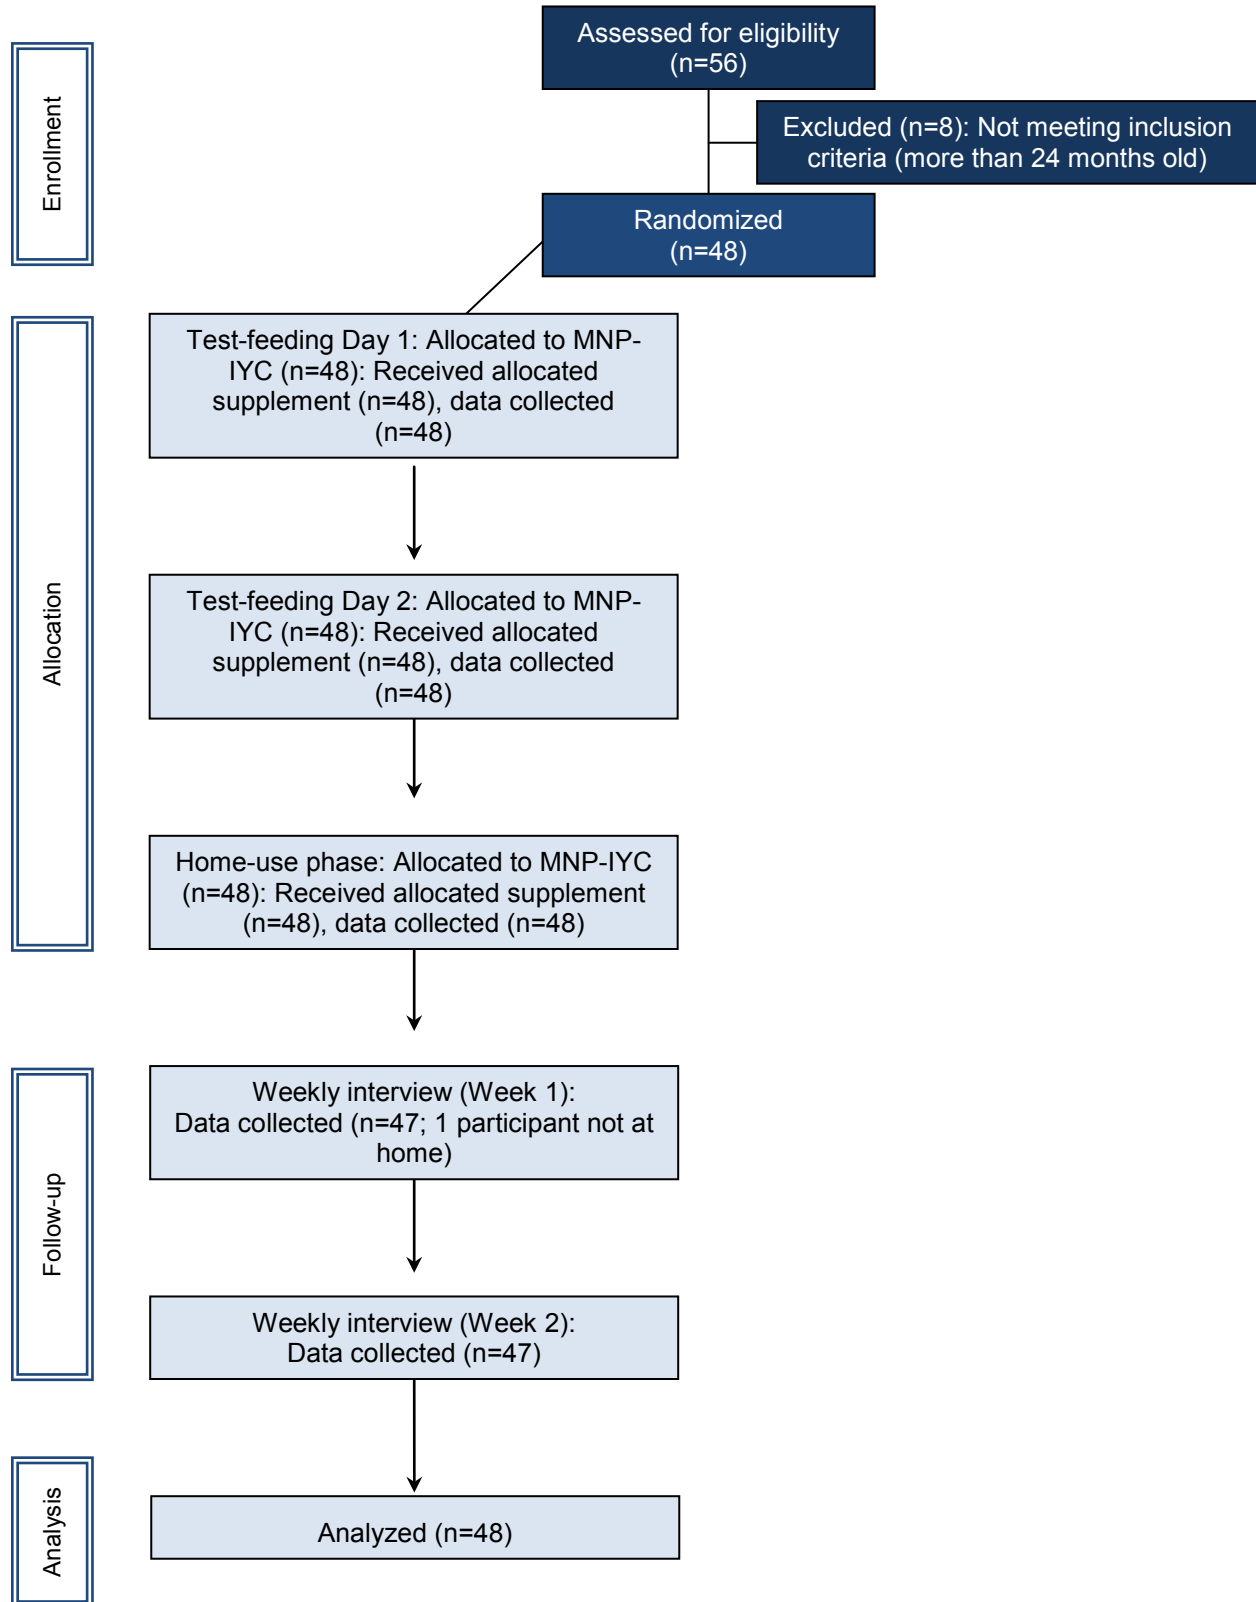 Enrollment
Assessed for eligibility
(n=56)
Excluded (n=8): Not meeting inclusion
criteria (more than 24 months old)
Randomized
(n=48)
Allocation
Test-feeding Day 1: Allocated to MNP-
IYC (n=48): Received allocated
supplement (n=48), data collected
(n=48)
Test-feeding Day 2: Allocated to MNP-
IYC (n=48): Received allocated
supplement (n=48), data collected
(n=48)
Home-use phase: Allocated to MNP-IYC
(n=48): Received allocated supplement
(n=48), data collected (n=48)
Follow-up
Weekly interview (Week 1):
Data collected (n=47; 1 participant not at
home)
Weekly interview (Week 2):
Data collected (n=47)
Analysis
Analyzed (n=48)